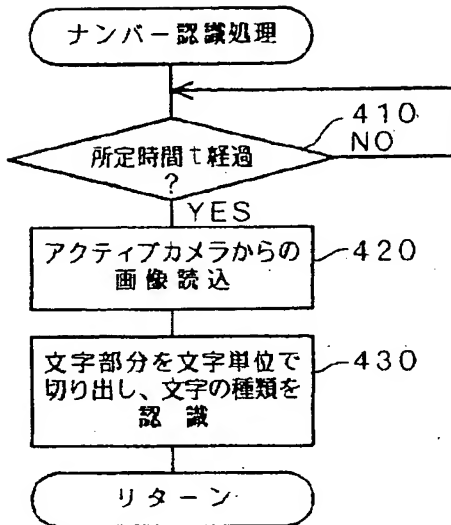 ナンバー認識処理
410
NO
所定時間t経過
?
YES
アクティブカメラからの
画像読込
420
文字部分を文字単位で
切り出し、文字の種類を
認識
430
リターン